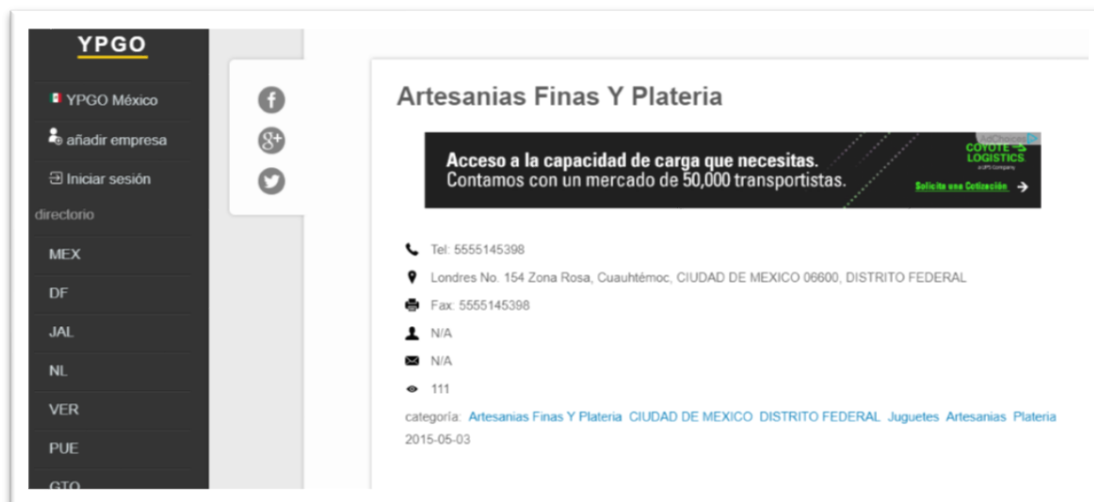 YPGO
YPGO México
añadir empresa
Iniciar sesión
directorio
MEX
DF
JAL
NL
VER
PUE
GTO
Artesanias Finas Y Plateria
AdChoices
Acceso a la capacidad de carga que necesitas.
Contamos con un mercado de 50,000 transportistas.
COYOTE
LOGISTICS
a UPS Company
Solicita una Cotización
Tel: 5555145398
Londres No. 154 Zona Rosa, Cuauhtémoc, CIUDAD DE MEXICO 06600, DISTRITO FEDERAL
Fax: 5555145398
N/A
N/A
111
categoría: Artesanias Finas Y Plateria CIUDAD DE MEXICO DISTRITO FEDERAL Juguetes Artesanias Plateria
2015-05-03